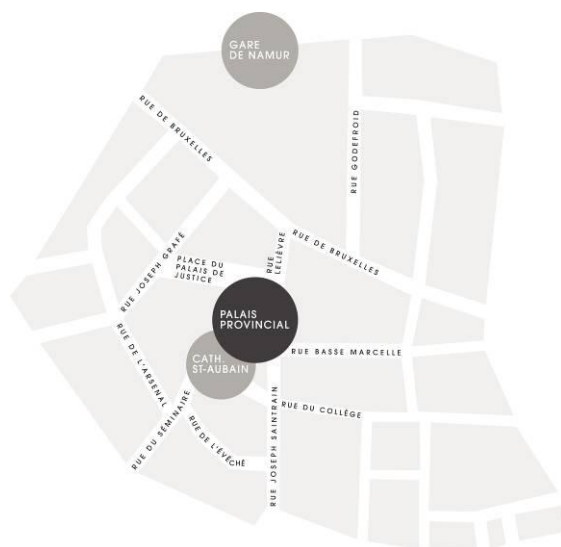 GARE
DE NAMUR
RUE DE BRUXELLES
RUE GODEFROID
RUE JOSEPH GRAFÉ
PLACE DU
PALAIS DE
JUSTICE
RUE
LELIÈVRE
RUE DE BRUXELLES
PALAIS
PROVINCIAL
RUE DE L'ARSENAL
CATH.
ST-AUBAIN
RUE BASSE MARCELLE
RUE DU COLLÈGE
RUE DU SÉMINAIRE
RUE DE L'ÉVÊCHÉ
RUE JOSEPH SAINTRAIN